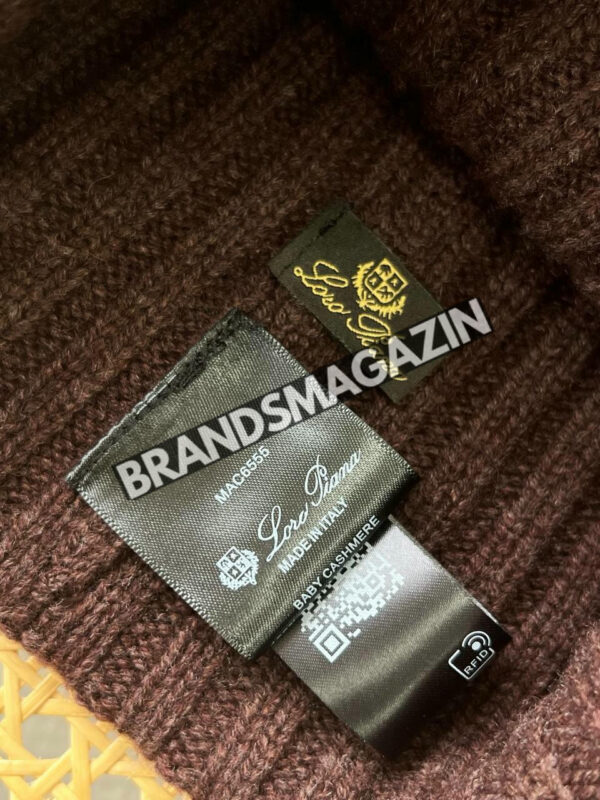 Loro Piana
BRANDSMAGAZIN
MAC6555
Loro Piana
MADE IN ITALY
BABY CASHMERE
RFID